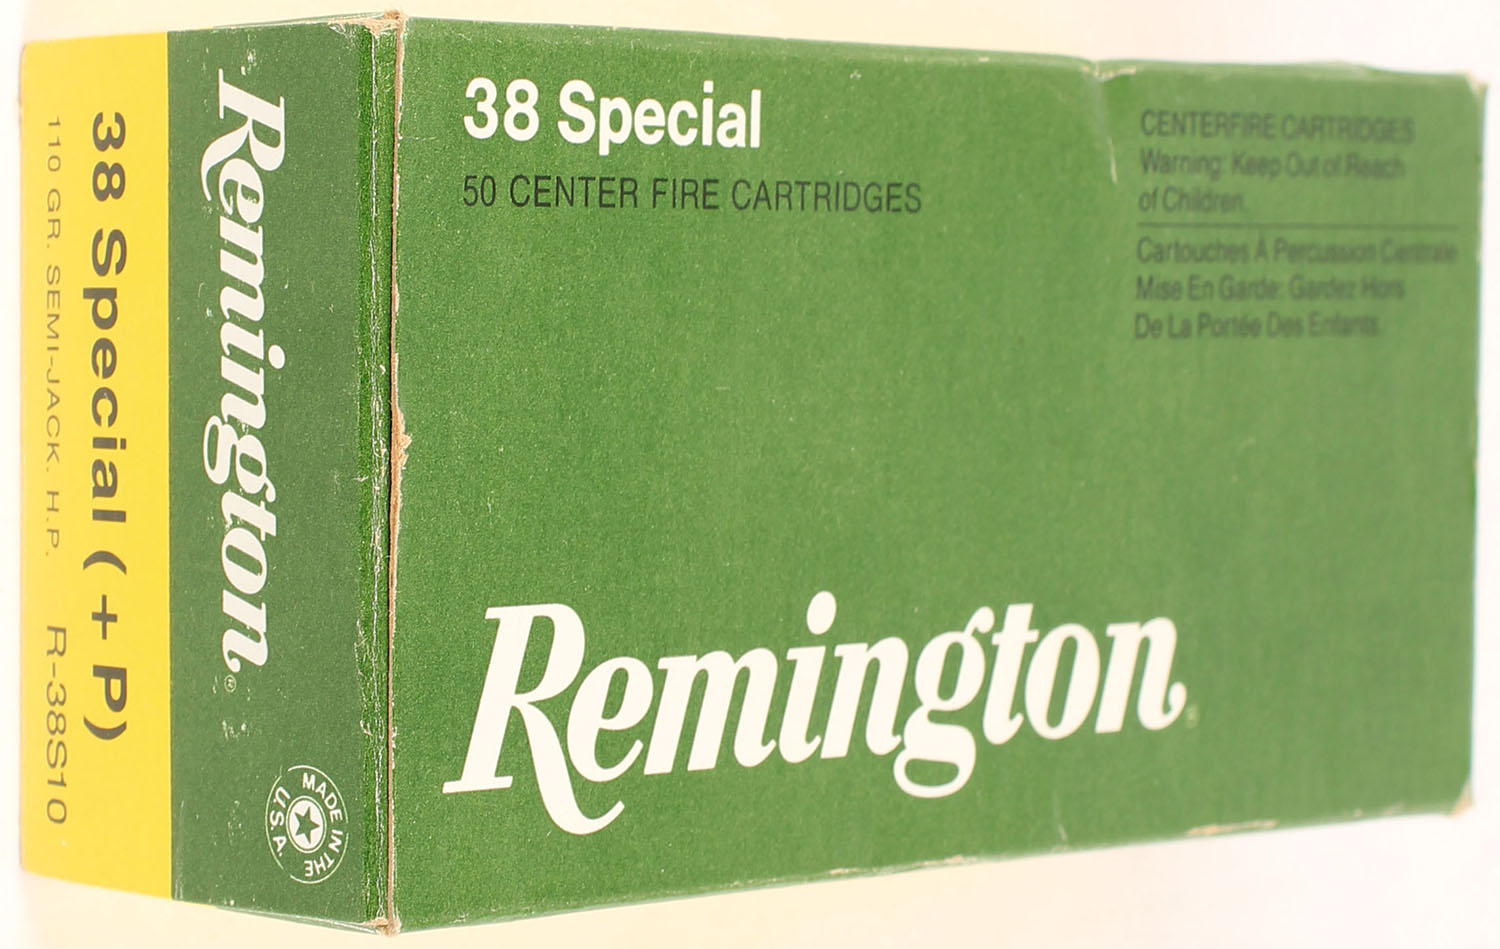 38 Special
50 CENTER FIRE CARTRIDGES
CENTERFIRE CARTRIDGES
Warning: Keep Out of Reach
of Children.
Cartouches À Percussion Centrale
Mise En Garde: Gardez Hors
De La Portée Des Enfants.
Remington
Remington®
MADE IN THE
U.S.A.
38 Special (+P)
110 GR. SEMI-JACK. H.P. R-38S10